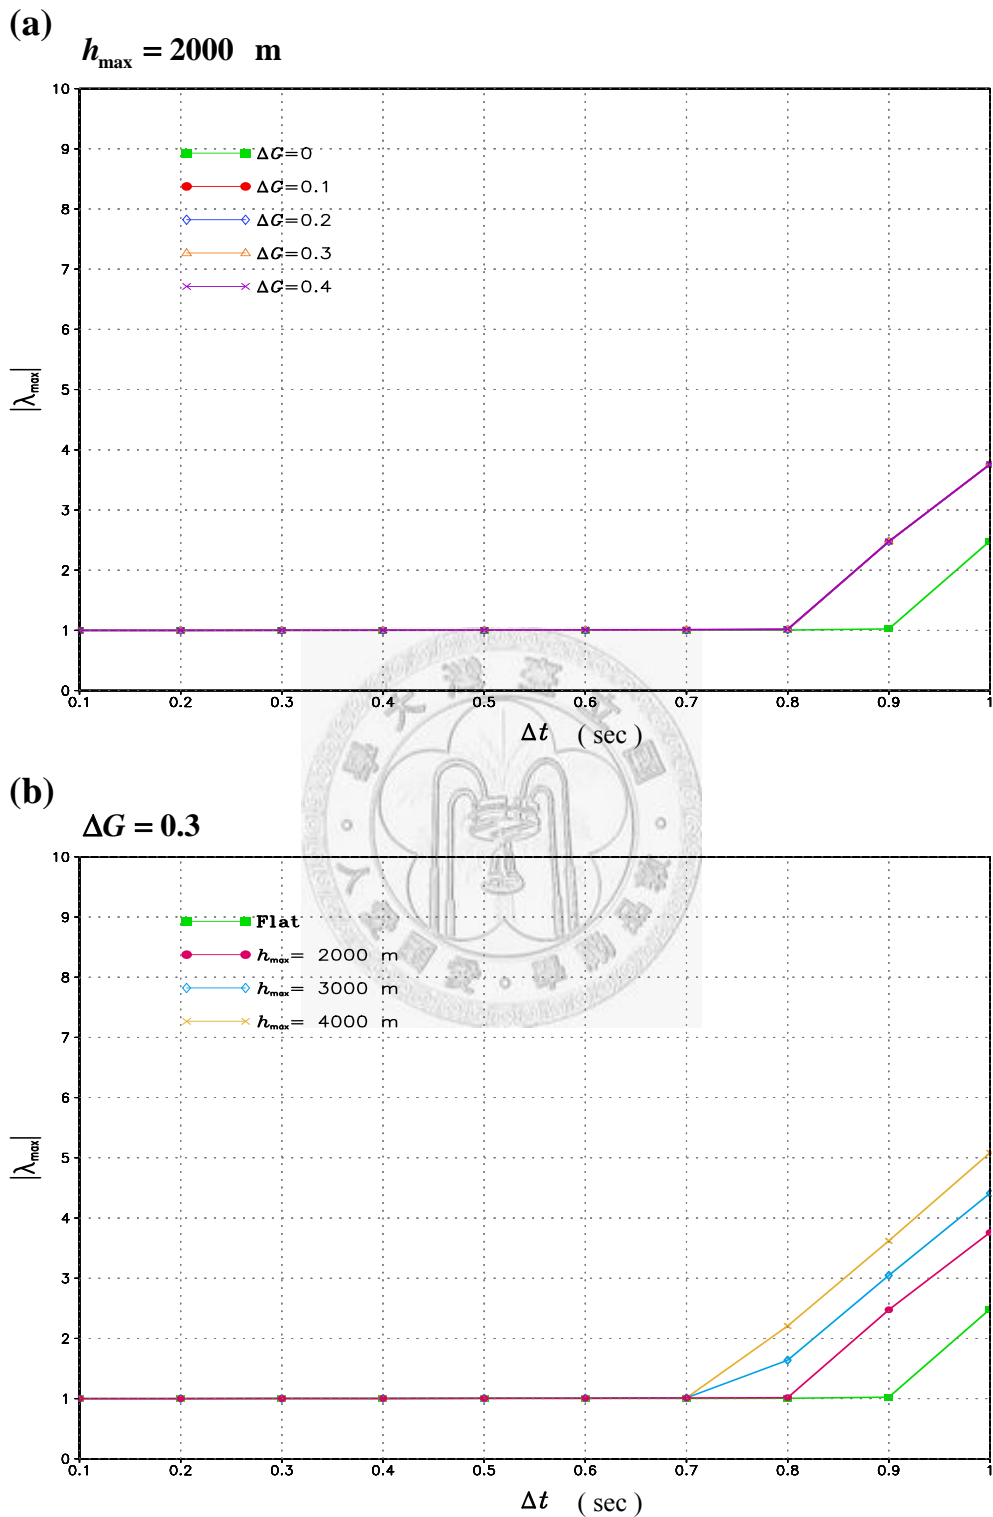 (a)
h_max = 2000 m
10
9
8
7
6
5
4
3
2
1
0
ΔG=0
ΔG=0.1
ΔG=0.2
ΔG=0.3
ΔG=0.4
|λ_max|
0.1 0.2 0.3 0.4 0.5 0.6 0.7 0.8 0.9 1
Δt ( sec )
(b)
ΔG = 0.3
10
9
8
7
6
5
4
3
2
1
0
Flat
h_max= 2000 m
h_max= 3000 m
h_max= 4000 m
|λ_max|
0.1 0.2 0.3 0.4 0.5 0.6 0.7 0.8 0.9 1
Δt ( sec )